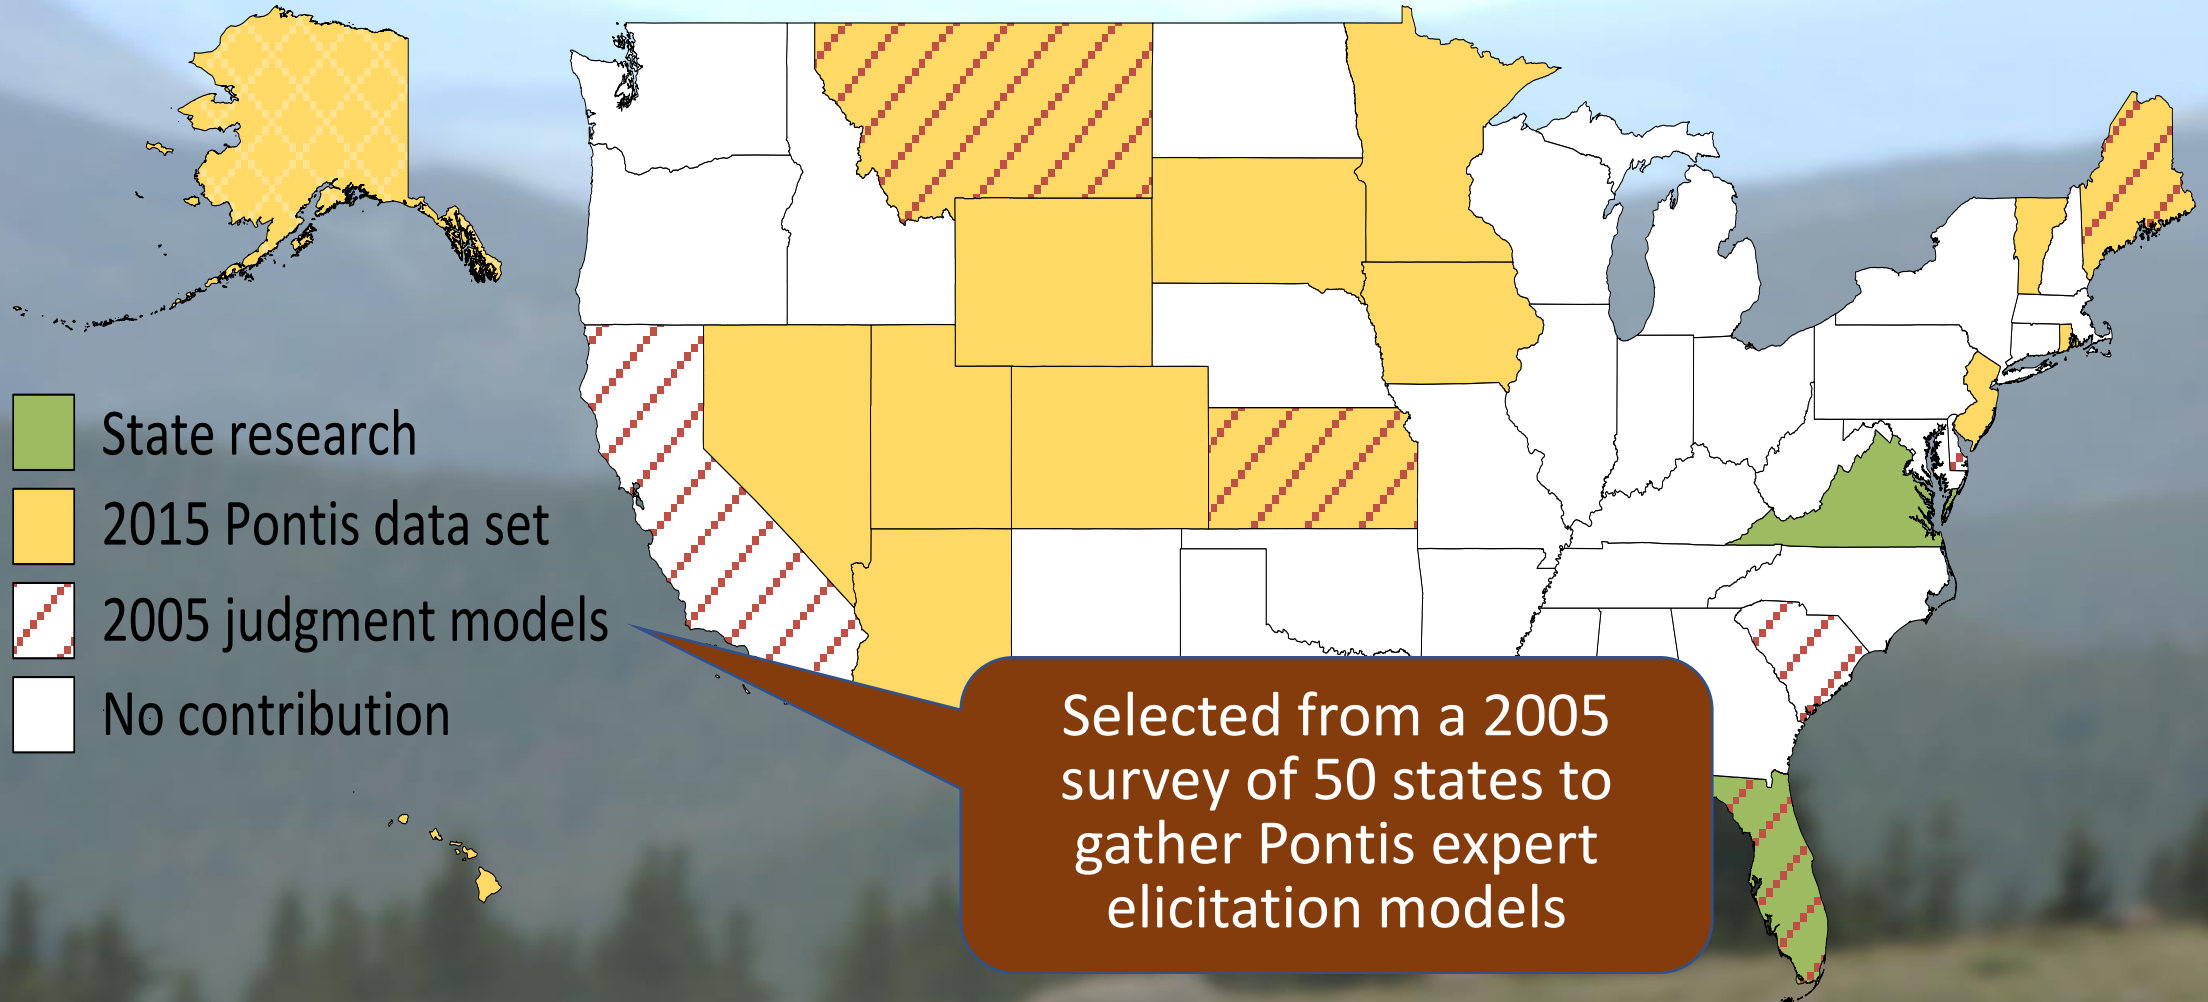 State research
2015 Pontis data set
2005 judgment models
No contribution
Selected from a 2005
survey of 50 states to
gather Pontis expert
elicitation models